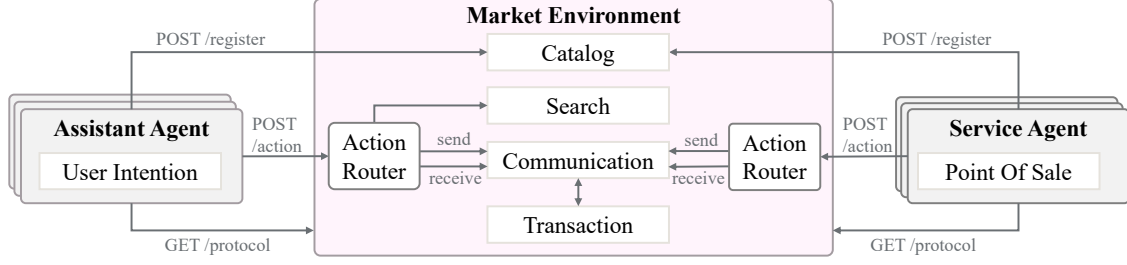 Market Environment
POST /register
POST /register
Catalog
Search
Assistant Agent
User Intention
POST
/action
Action
Router
send
receive
Communication
send
receive
Action
Router
POST
/action
Service Agent
Point Of Sale
Transaction
GET /protocol
GET /protocol